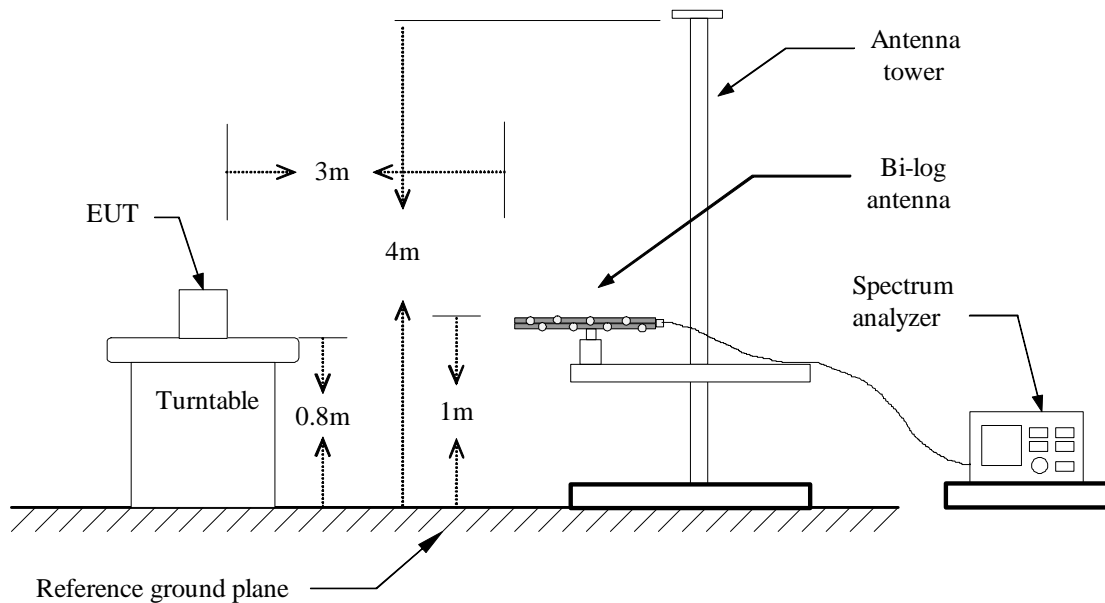 Antenna
tower
3m
Bi-log
antenna
EUT
4m
Spectrum
analyzer
Turntable
0.8m
1m
Reference ground plane